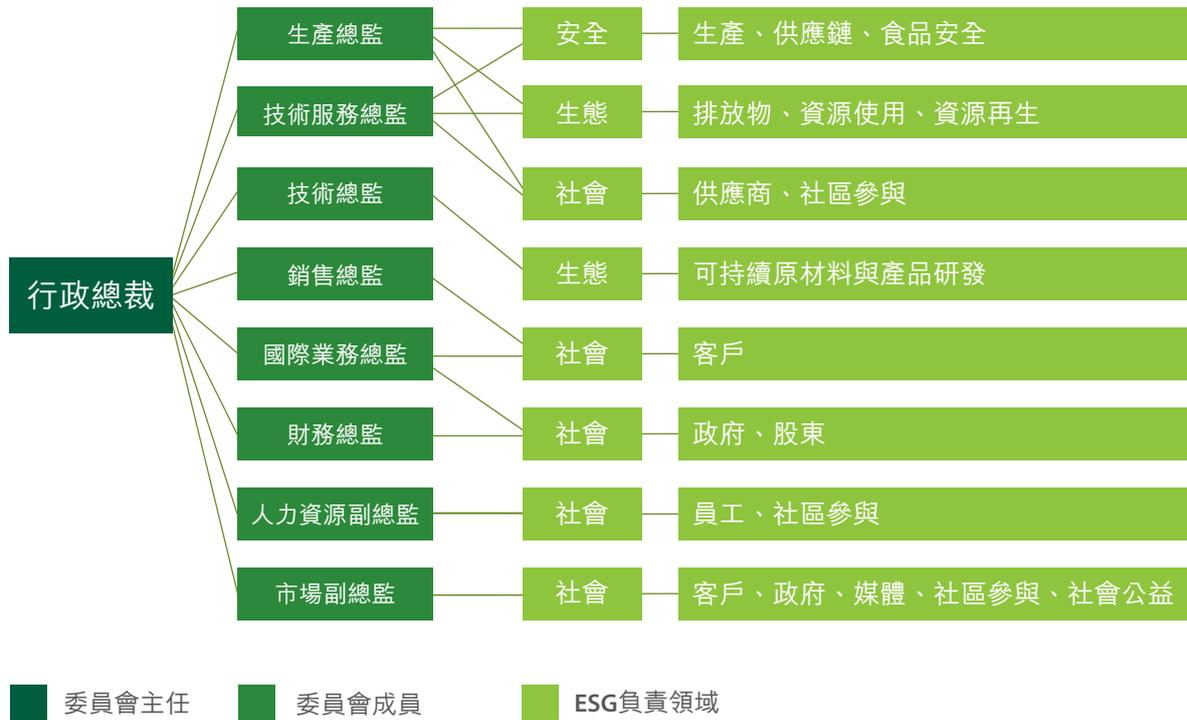 生產總監
安全
生產、供應鏈、食品安全
技術服務總監
生態
排放物、資源使用、資源再生
技術總監
社會
供應商、社區參與
行政總裁
銷售總監
生態
可持續原材料與產品研發
國際業務總監
社會
客戶
財務總監
社會
政府、股東
人力資源副總監
社會
員工、社區參與
市場副總監
社會
客戶、政府、媒體、社區參與、社會公益
委員會主任
委員會成員
ESG負責領域